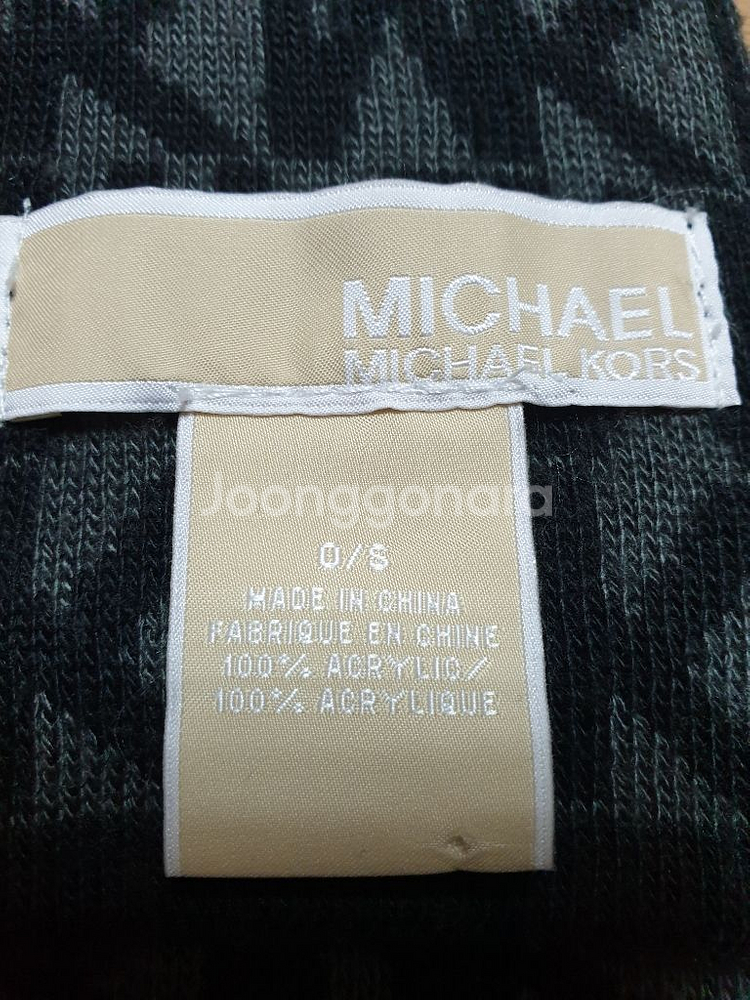 MICHAEL
MICHAEL KORS
Joonggonara
O/S
MADE IN CHINA
FABRIQUE EN CHINE
100% ACRYLIC/
100% ACRYLIQUE